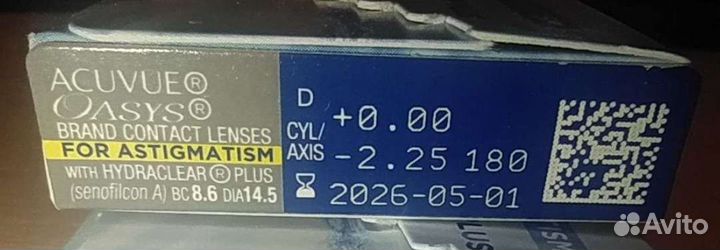 ACUVUE®
OASYS®
BRAND CONTACT LENSES
FOR ASTIGMATISM
WITH HYDRACLEAR® PLUS
(senofilcon A) BC 8.6 DIA 14.5
D +0.00
CYL/AXIS -2.25 180
2026-05-01
Avito